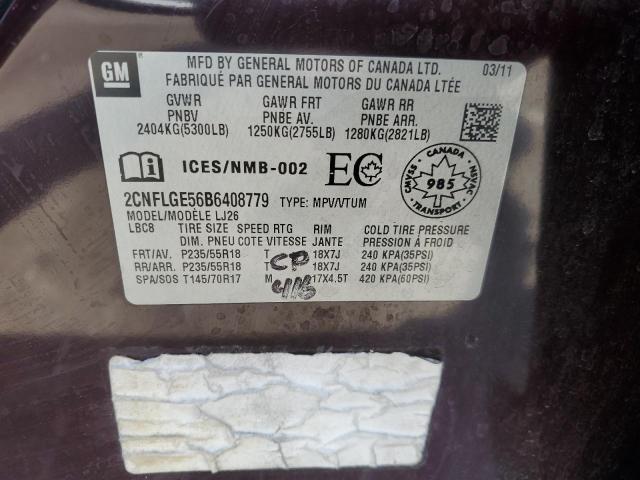 GM
MFD BY GENERAL MOTORS OF CANADA LTD. 03/11
FABRIQUÉ PAR GENERAL MOTORS DU CANADA LTÉE
GVWR GAWR FRT GAWR RR
PNBV PNBE AV. PNBE ARR.
2404KG(5300LB) 1250KG(2755LB) 1280KG(2821LB)
ICES/NMB-002 EC
CANADA
CMVSS 985 NSVAC
TRANSPORT
2CNFLGE56B6408779 TYPE: MPV/VTUM
MODEL/MODÈLE LJ26
LBC8 TIRE SIZE SPEED RTG RIM COLD TIRE PRESSURE
DIM. PNEU COTE VITESSE JANTE PRESSION À FROID
FRT/AV. P235/55R18 T 18X7J 240 KPA(35PSI)
RR/ARR. P235/55R18 T 18X7J 240 KPA(35PSI)
SPA/SOS T145/70R17 M 17X4.5T 420 KPA(60PSI)
CP